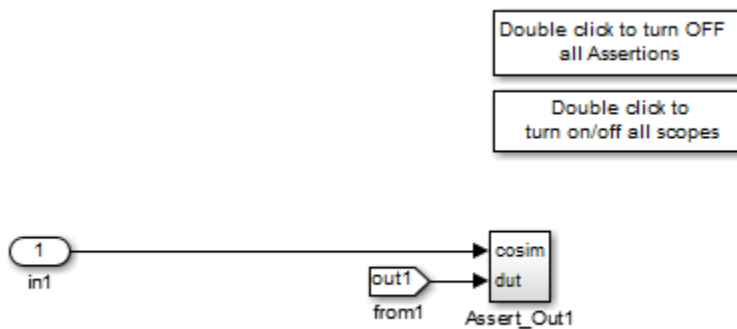 Double click to turn OFF
all Assertions
Double click to
turn on/off all scopes
1
in1
out1
from1
cosim
dut
Assert_Out1